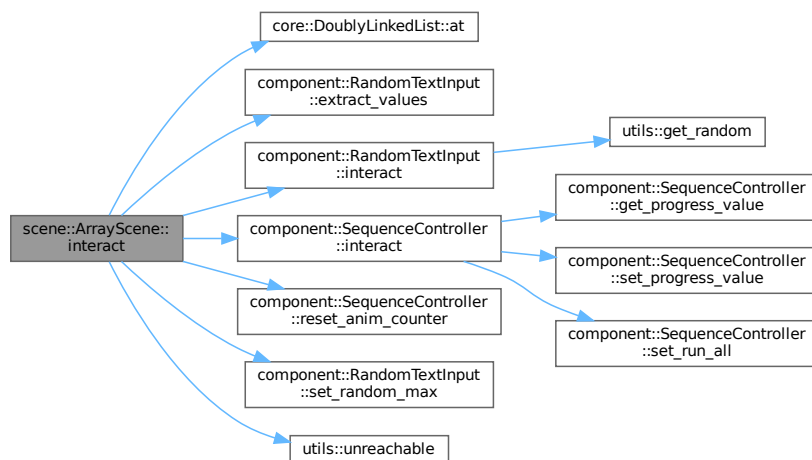 scene::ArrayScene::
interact
core::DoublyLinkedList::at
component::RandomTextInput
::extract_values
component::RandomTextInput
::interact
utils::get_random
component::SequenceController
::interact
component::SequenceController
::get_progress_value
component::SequenceController
::set_progress_value
component::SequenceController
::set_run_all
component::SequenceController
::reset_anim_counter
component::RandomTextInput
::set_random_max
utils::unreachable